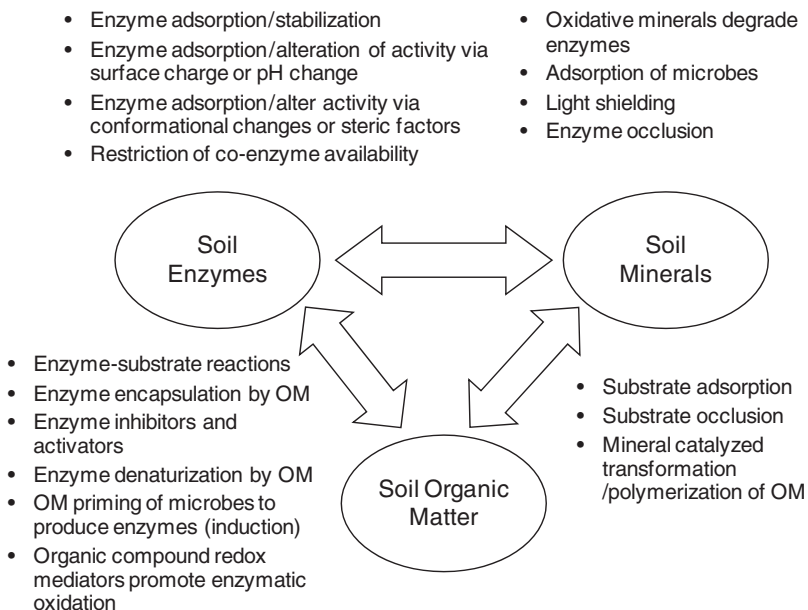 • Enzyme adsorption/stabilization
• Enzyme adsorption/alteration of activity via
surface charge or pH change
• Enzyme adsorption/alter activity via
conformational changes or steric factors
• Restriction of co-enzyme availability
• Oxidative minerals degrade
enzymes
• Adsorption of microbes
• Light shielding
• Enzyme occlusion
Soil
Enzymes
Soil
Minerals
• Enzyme-substrate reactions
• Enzyme encapsulation by OM
• Enzyme inhibitors and
activators
• Enzyme denaturization by OM
• OM priming of microbes to
produce enzymes (induction)
• Organic compound redox
mediators promote enzymatic
oxidation
Soil Organic
Matter
• Substrate adsorption
• Substrate occlusion
• Mineral catalyzed
transformation
/polymerization of OM